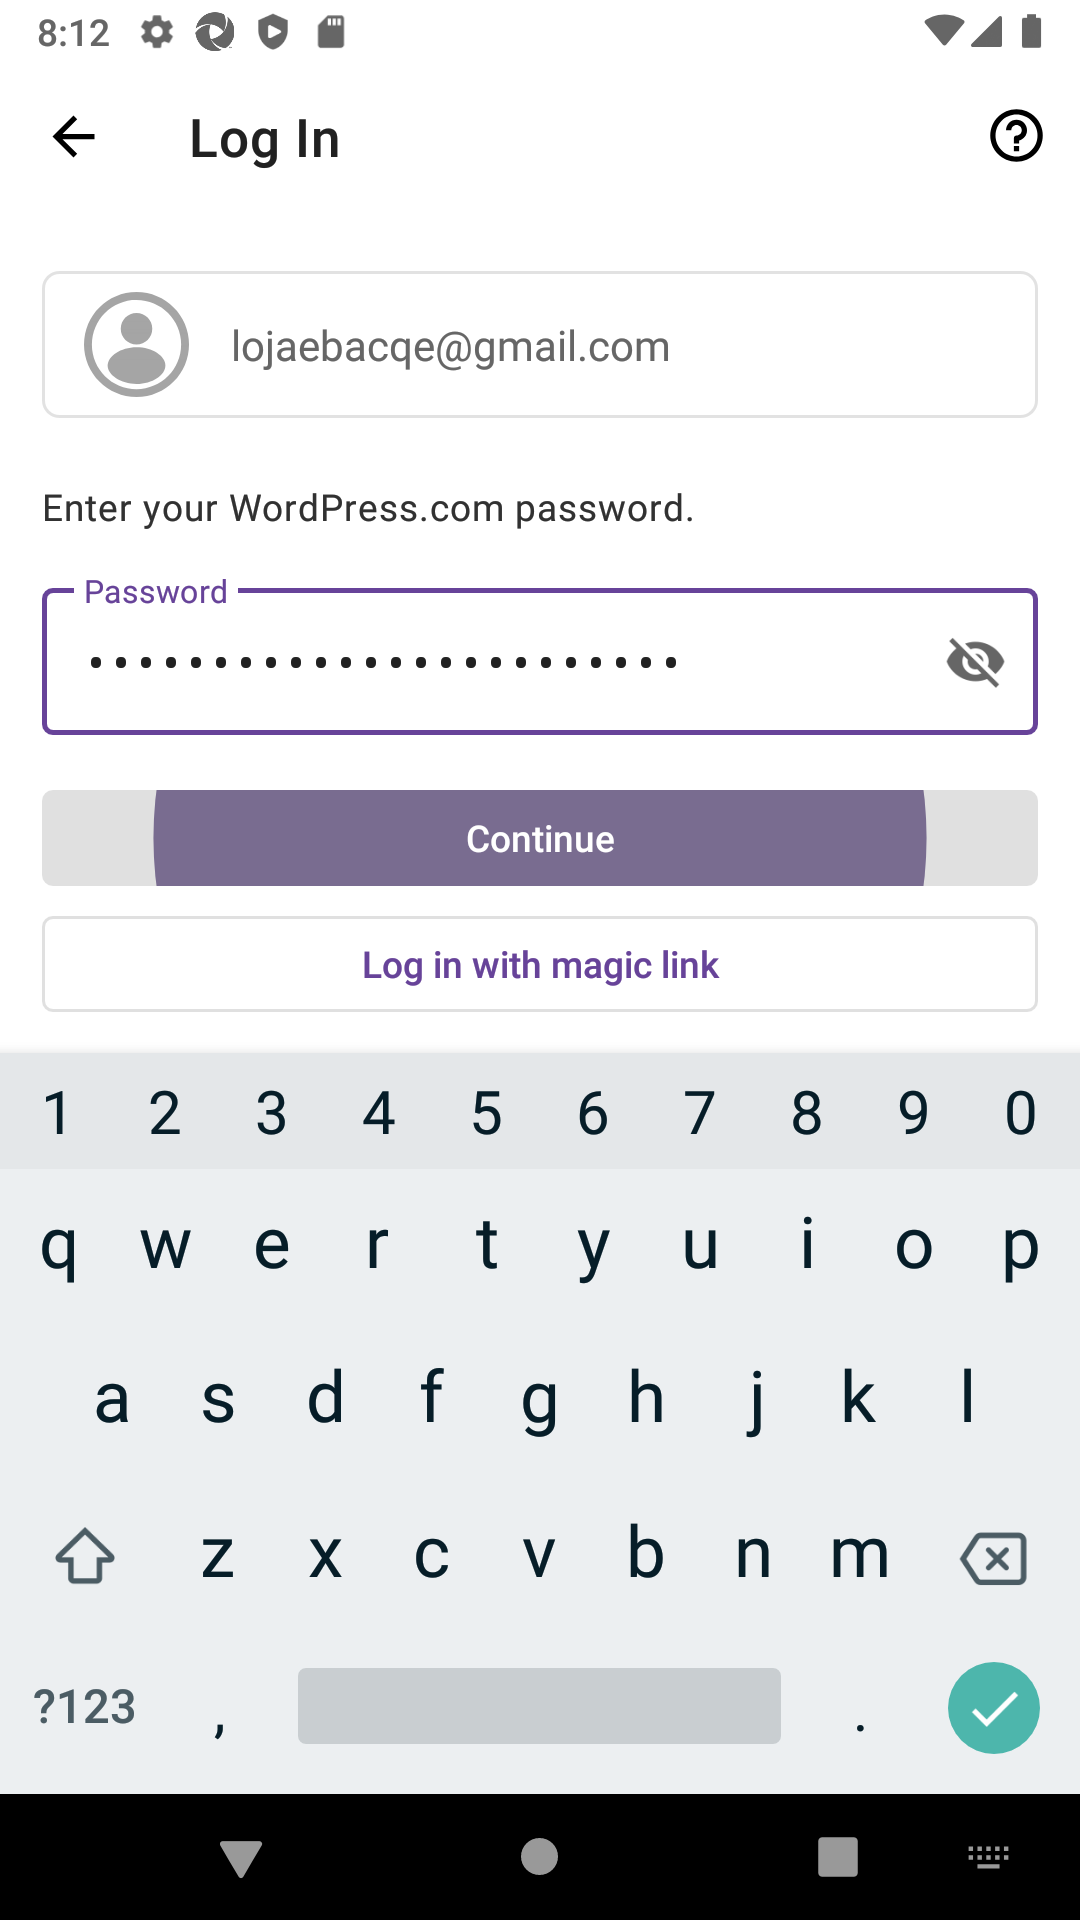 8:12
Log In
lojaebacqe@gmail.com
Enter your WordPress.com password.
Password
••••••••••••••••••••••••
Continue
Log in with magic link
1 2 3 4 5 6 7 8 9 0
q w e r t y u i o p
a s d f g h j k l
z x c v b n m
?123 , .